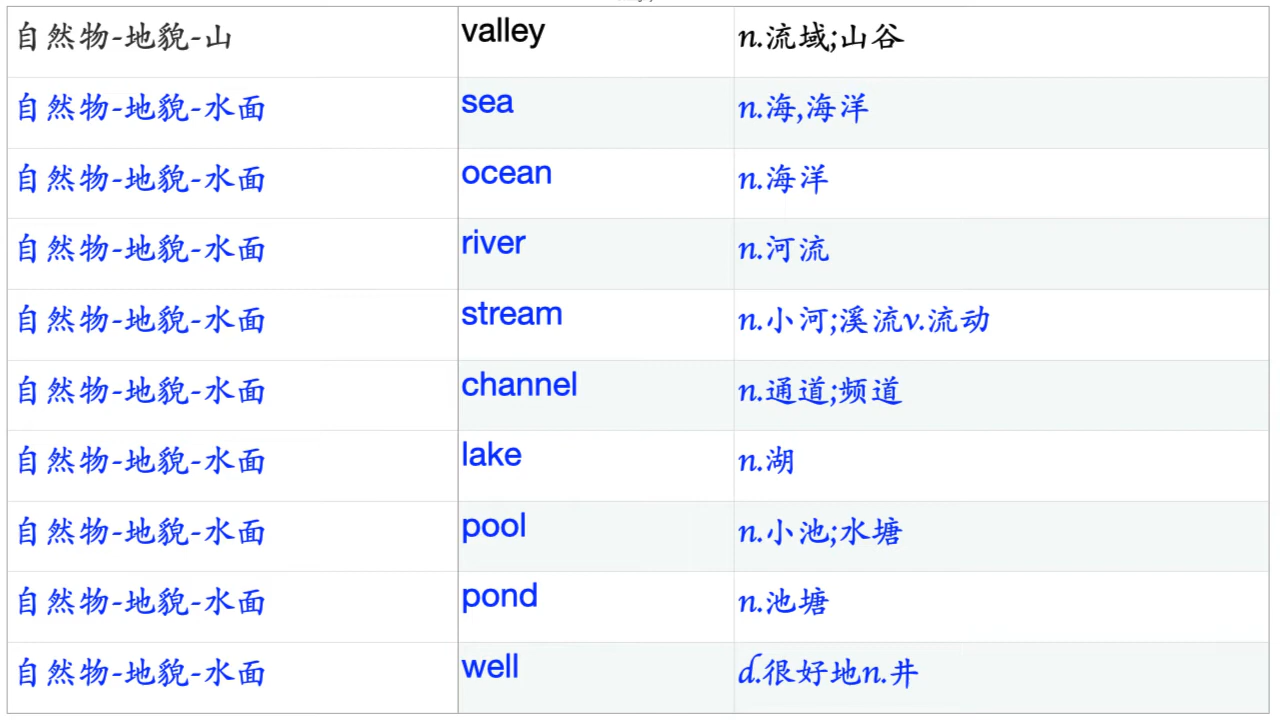 自然物-地貌-山 valley n.流域;山谷
自然物-地貌-水面 sea n.海,海洋
自然物-地貌-水面 ocean n.海洋
自然物-地貌-水面 river n.河流
自然物-地貌-水面 stream n.小河;溪流v.流动
自然物-地貌-水面 channel n.通道;频道
自然物-地貌-水面 lake n.湖
自然物-地貌-水面 pool n.小池;水塘
自然物-地貌-水面 pond n.池塘
自然物-地貌-水面 well d.很好地n.井